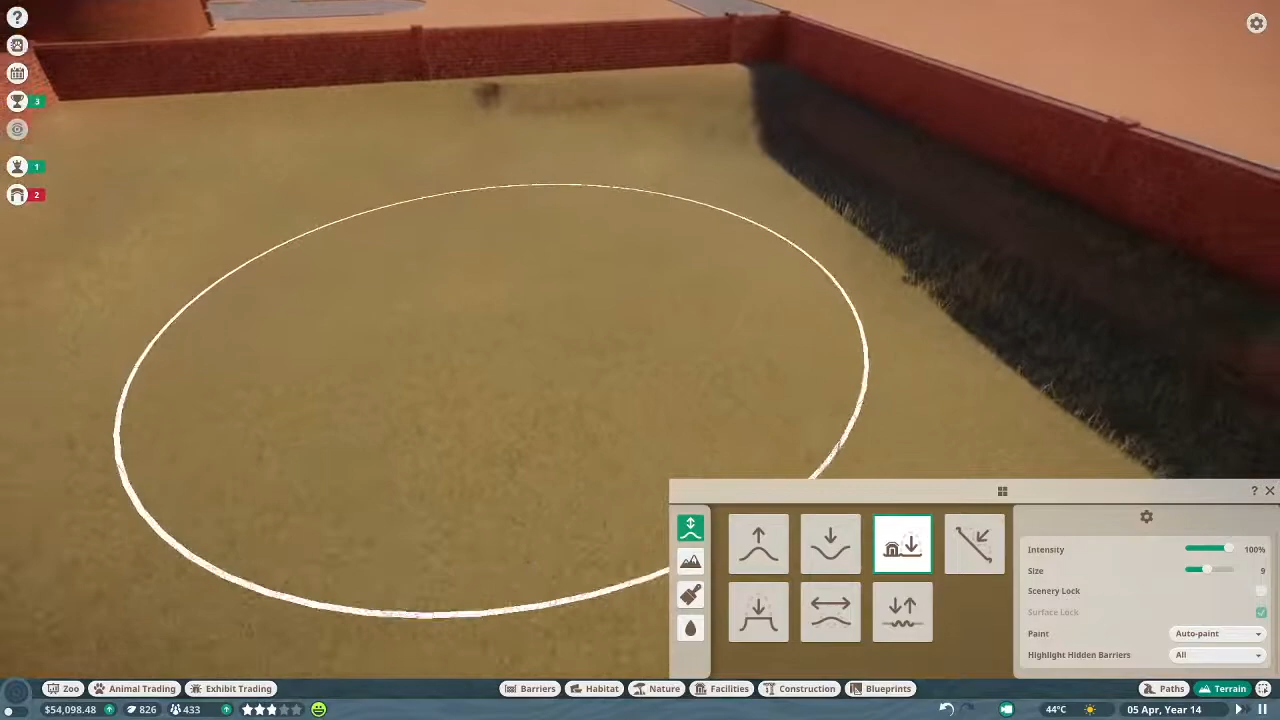 ?
3
1
2
? ×
Intensity 100%
Size 9
Scenery Lock
Surface Lock
Paint Auto-paint
Highlight Hidden Barriers All
Zoo Animal Trading Exhibit Trading Barriers Habitat Nature Facilities Construction Blueprints Paths Terrain
$54,098.48 826 433 44°C 05 Apr, Year 14